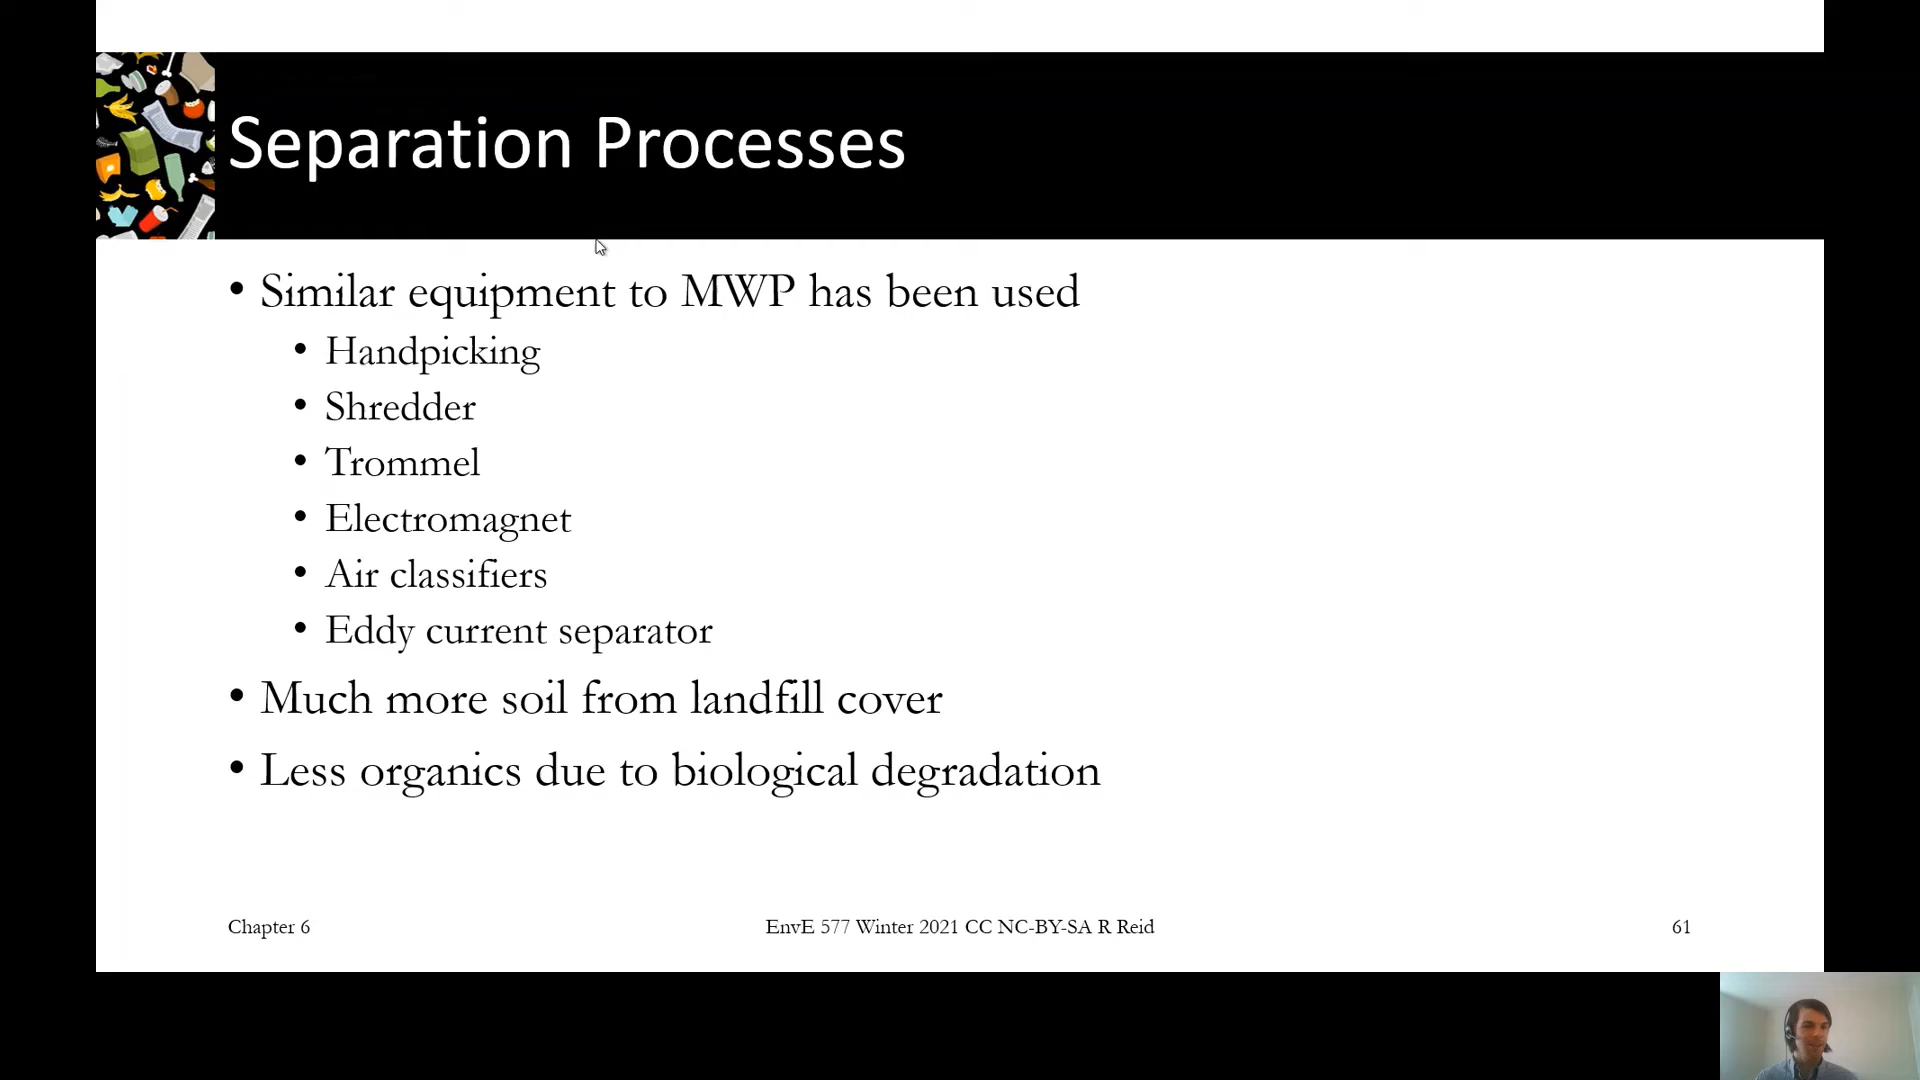 Separation Processes
• Similar equipment to MWP has been used
• Handpicking
• Shredder
• Trommel
• Electromagnet
• Air classifiers
• Eddy current separator
• Much more soil from landfill cover
• Less organics due to biological degradation
Chapter 6
EnvE 577 Winter 2021 CC NC-BY-SA R Reid
61